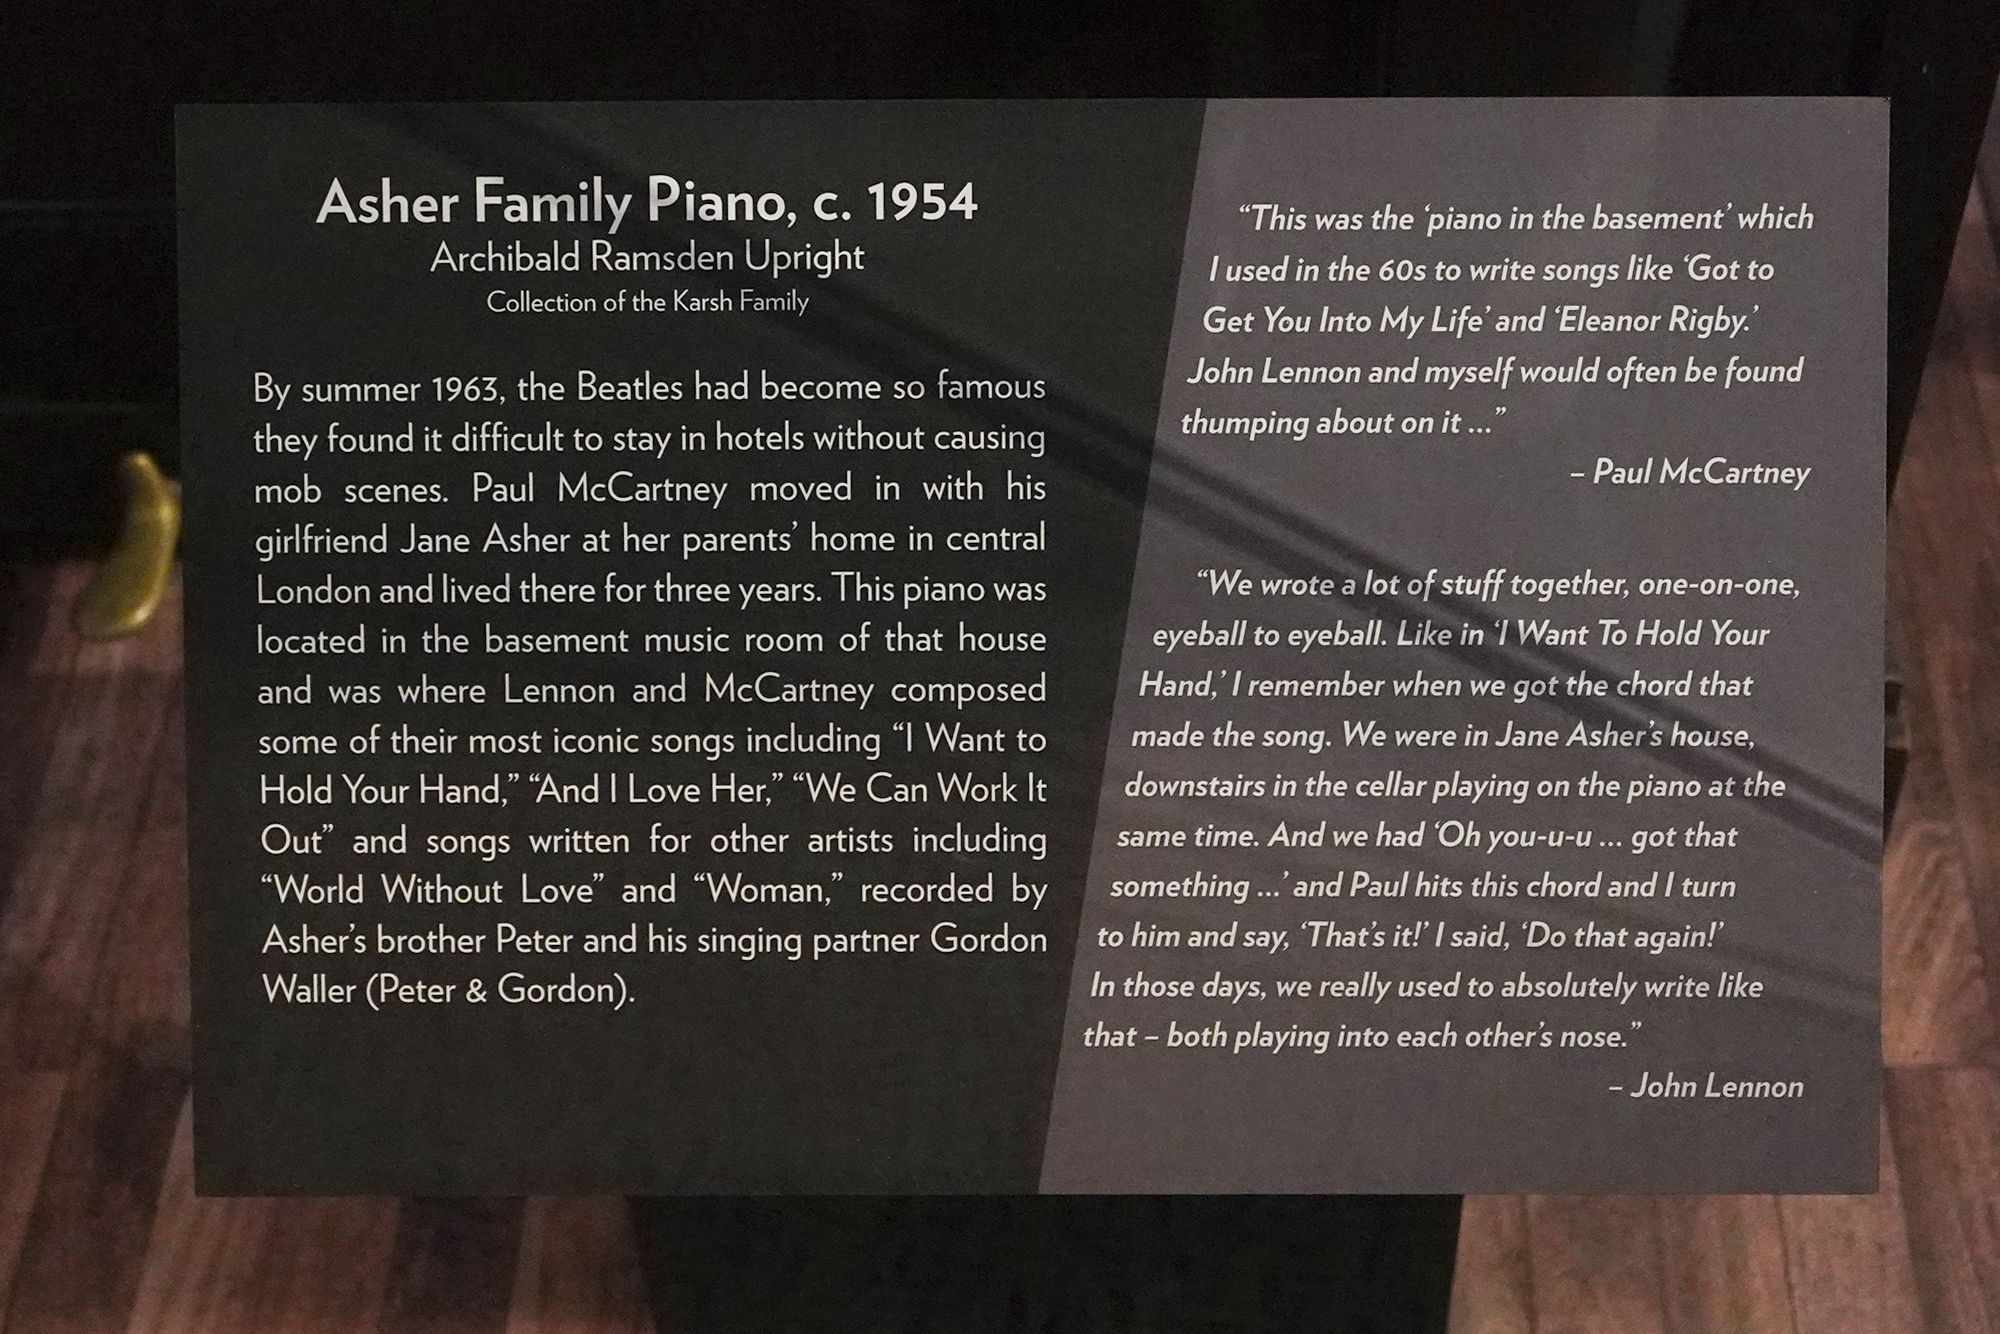 Asher Family Piano, c. 1954
Archibald Ramsden Upright
Collection of the Karsh Family
By summer 1963, the Beatles had become so famous
they found it difficult to stay in hotels without causing
mob scenes. Paul McCartney moved in with his
girlfriend Jane Asher at her parents’ home in central
London and lived there for three years. This piano was
located in the basement music room of that house
and was where Lennon and McCartney composed
some of their most iconic songs including “I Want to
Hold Your Hand,” “And I Love Her,” “We Can Work It
Out” and songs written for other artists including
“World Without Love” and “Woman,” recorded by
Asher’s brother Peter and his singing partner Gordon
Waller (Peter & Gordon).
“This was the ‘piano in the basement’ which
I used in the 60s to write songs like ‘Got to
Get You Into My Life’ and ‘Eleanor Rigby.’
John Lennon and myself would often be found
thumping about on it ...”
– Paul McCartney
“We wrote a lot of stuff together, one-on-one,
eyeball to eyeball. Like in ‘I Want To Hold Your
Hand,’ I remember when we got the chord that
made the song. We were in Jane Asher’s house,
downstairs in the cellar playing on the piano at the
same time. And we had ‘Oh you-u-u ... got that
something ...’ and Paul hits this chord and I turn
to him and say, ‘That’s it!’ I said, ‘Do that again!’
In those days, we really used to absolutely write like
that – both playing into each other’s nose.”
– John Lennon